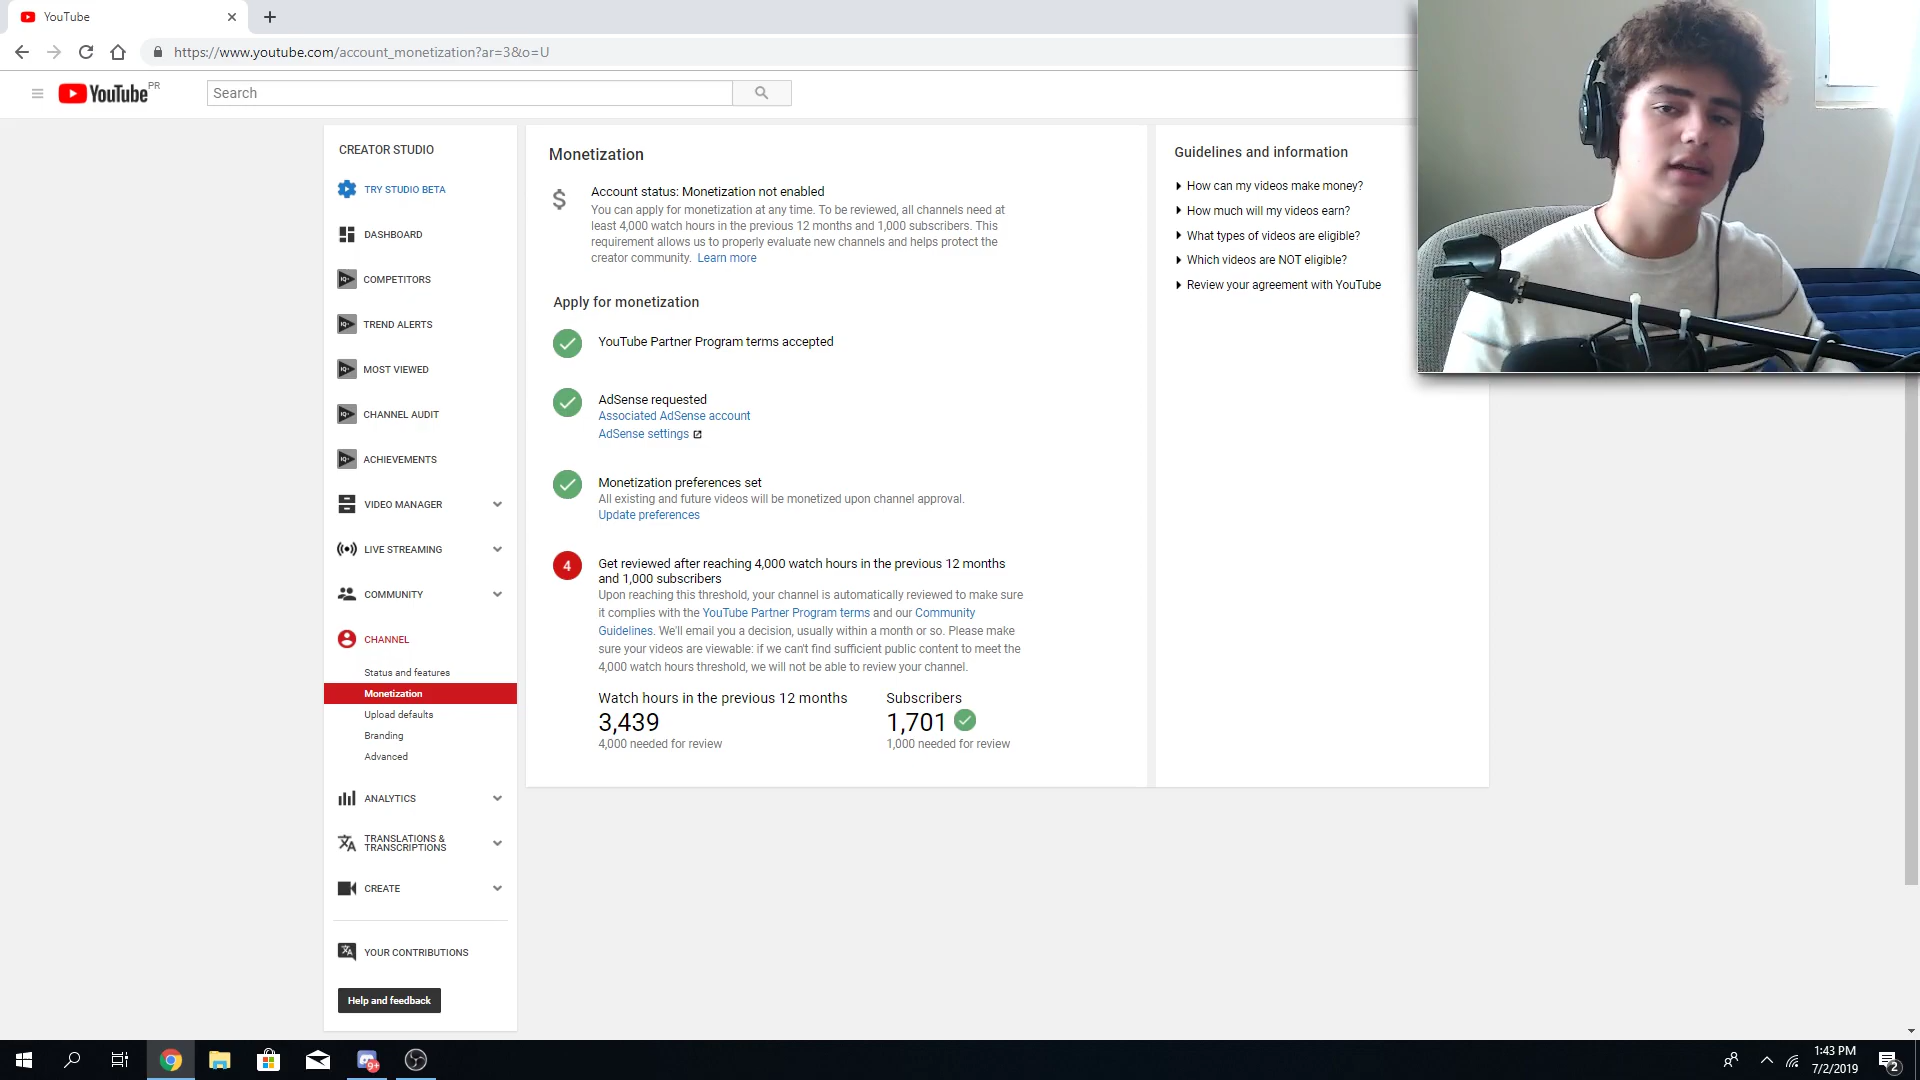 YouTube
https://www.youtube.com/account_monetization?ar=3&o=U
YouTube PR
Search
CREATOR STUDIO
TRY STUDIO BETA
DASHBOARD
COMPETITORS
TREND ALERTS
MOST VIEWED
CHANNEL AUDIT
ACHIEVEMENTS
VIDEO MANAGER
LIVE STREAMING
COMMUNITY
CHANNEL
Status and features
Monetization
Upload defaults
Branding
Advanced
ANALYTICS
TRANSLATIONS &
TRANSCRIPTIONS
CREATE
YOUR CONTRIBUTIONS
Help and feedback
Monetization
Account status: Monetization not enabled
You can apply for monetization at any time. To be reviewed, all channels need at
least 4,000 watch hours in the previous 12 months and 1,000 subscribers. This
requirement allows us to properly evaluate new channels and helps protect the
creator community. Learn more
Apply for monetization
YouTube Partner Program terms accepted
AdSense requested
Associated AdSense account
AdSense settings
Monetization preferences set
All existing and future videos will be monetized upon channel approval.
Update preferences
4
Get reviewed after reaching 4,000 watch hours in the previous 12 months
and 1,000 subscribers
Upon reaching this threshold, your channel is automatically reviewed to make sure
it complies with the YouTube Partner Program terms and our Community
Guidelines. We'll email you a decision, usually within a month or so. Please make
sure your videos are viewable: if we can't find sufficient public content to meet the
4,000 watch hours threshold, we will not be able to review your channel.
Watch hours in the previous 12 months
3,439
4,000 needed for review
Subscribers
1,701
1,000 needed for review
Guidelines and information
How can my videos make money?
How much will my videos earn?
What types of videos are eligible?
Which videos are NOT eligible?
Review your agreement with YouTube
9+
1:43 PM
7/2/2019
2